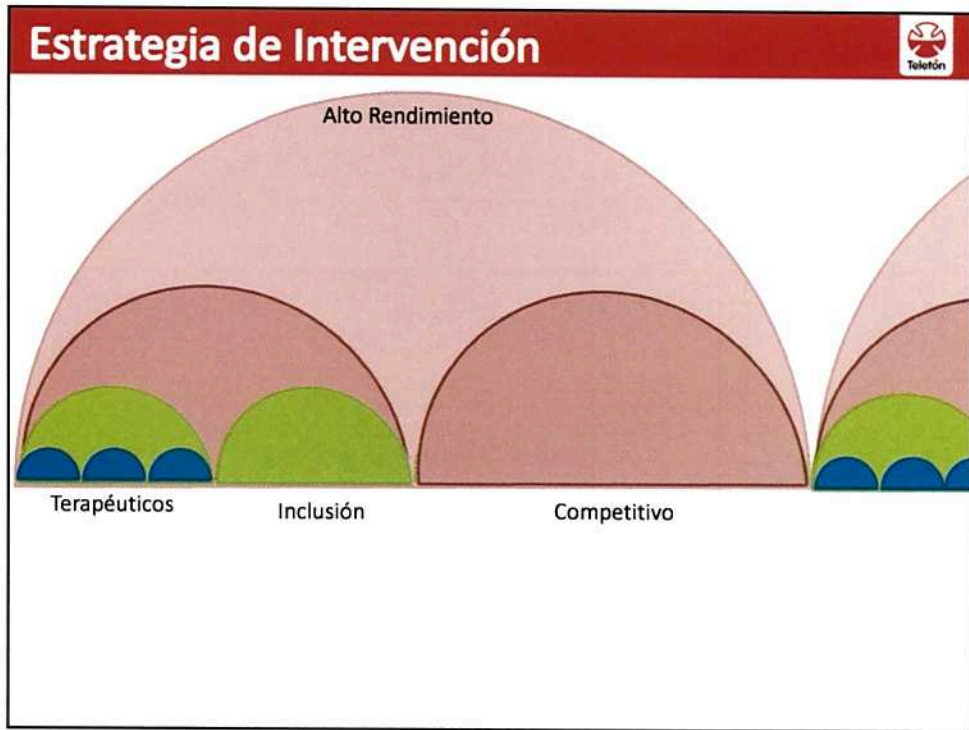 Estrategia de Intervención
Teletón
Alto Rendimiento
Terapéuticos
Inclusión
Competitivo